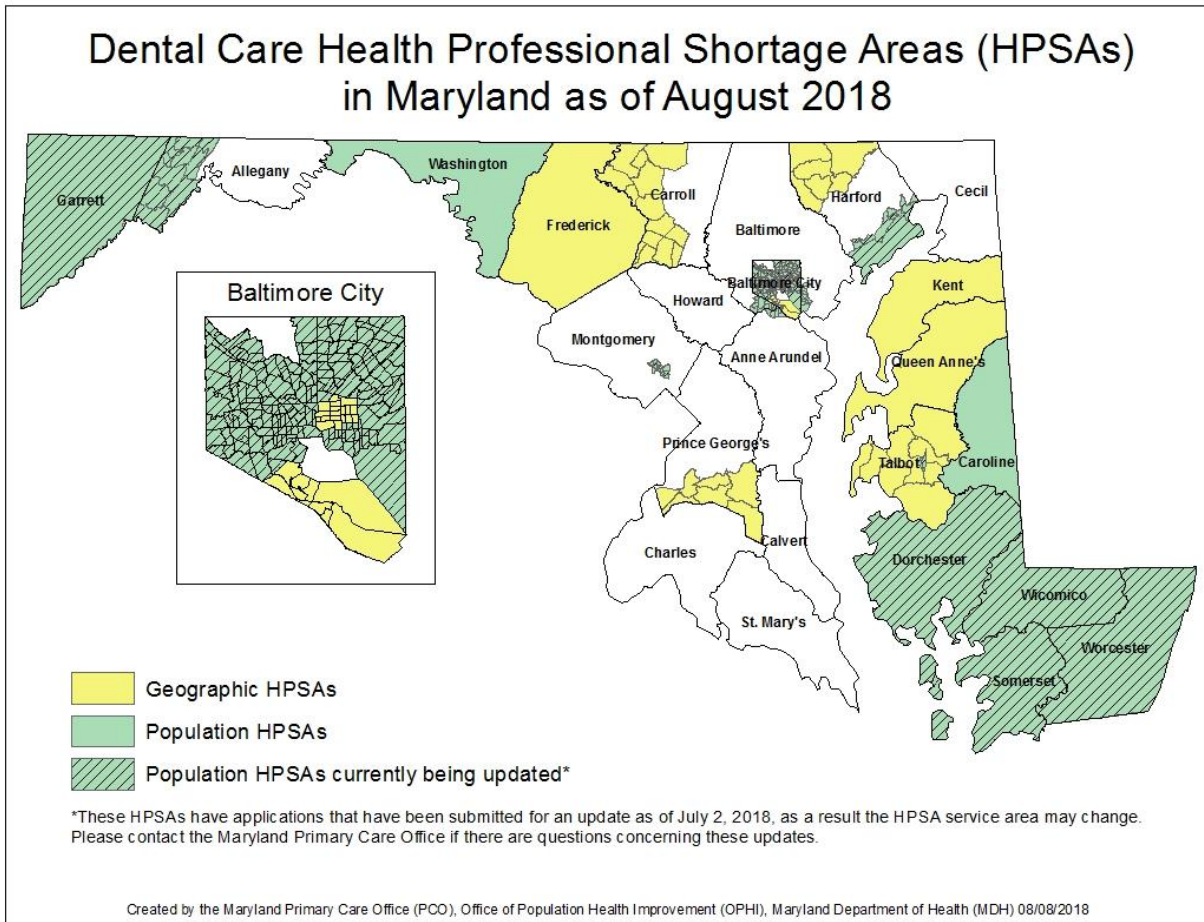 Dental Care Health Professional Shortage Areas (HPSAs)
in Maryland as of August 2018
Garrett
Allegany
Washington
Frederick
Carroll
Baltimore
Harford
Cecil
Baltimore City
Howard
Montgomery
Anne Arundel
Kent
Queen Anne's
Prince George's
Talbot
Caroline
Charles
Calvert
St. Mary's
Dorchester
Wicomico
Somerset
Worcester
Baltimore City
Geographic HPSAs
Population HPSAs
Population HPSAs currently being updated*
*These HPSAs have applications that have been submitted for an update as of July 2, 2018, as a result the HPSA service area may change.
Please contact the Maryland Primary Care Office if there are questions concerning these updates.
Created by the Maryland Primary Care Office (PCO), Office of Population Health Improvement (OPHI), Maryland Department of Health (MDH) 08/08/2018